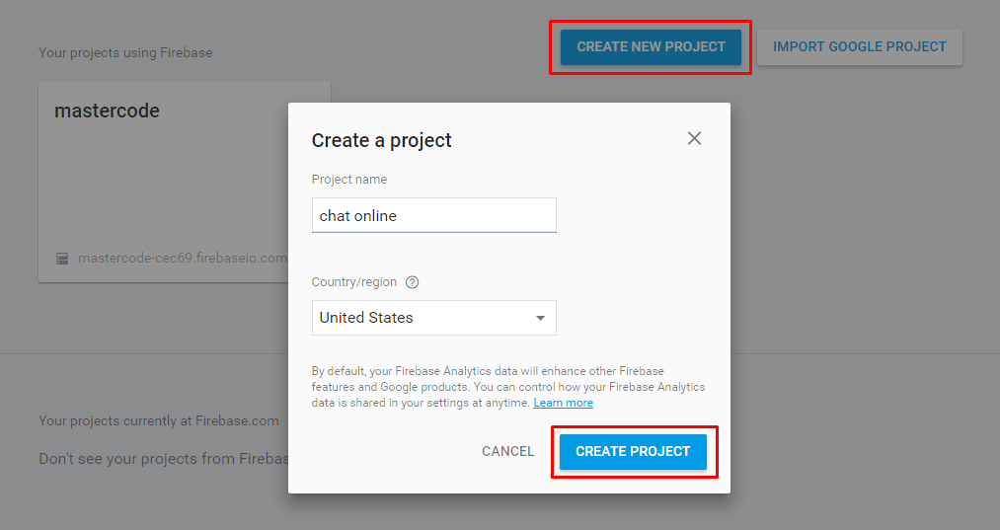 Your projects using Firebase
CREATE NEW PROJECT
IMPORT GOOGLE PROJECT
mastercode
mastercode-cec69.firebaseio.com
Create a project
Project name
chat online
Country/region
United States
By default, your Firebase Analytics data will enhance other Firebase
features and Google products. You can control how your Firebase Analytics
data is shared in your settings at anytime. Learn more
CANCEL
CREATE PROJECT
Your projects currently at Firebase.com
Don't see your projects from Firebas